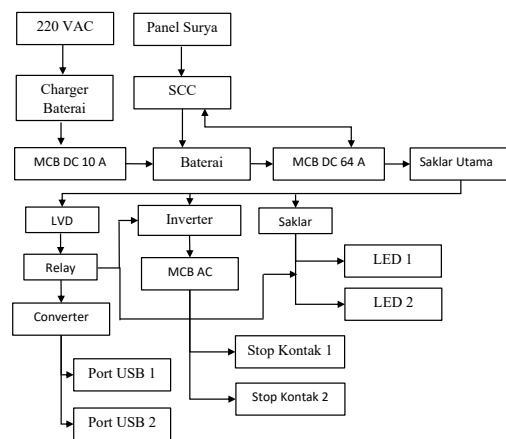 220 VAC
Panel Surya
Charger
Baterai
SCC
MCB DC 10 A
Baterai
MCB DC 64 A
Saklar Utama
LVD
Inverter
Saklar
Relay
MCB AC
LED 1
LED 2
Converter
Stop Kontak 1
Port USB 1
Stop Kontak 2
Port USB 2